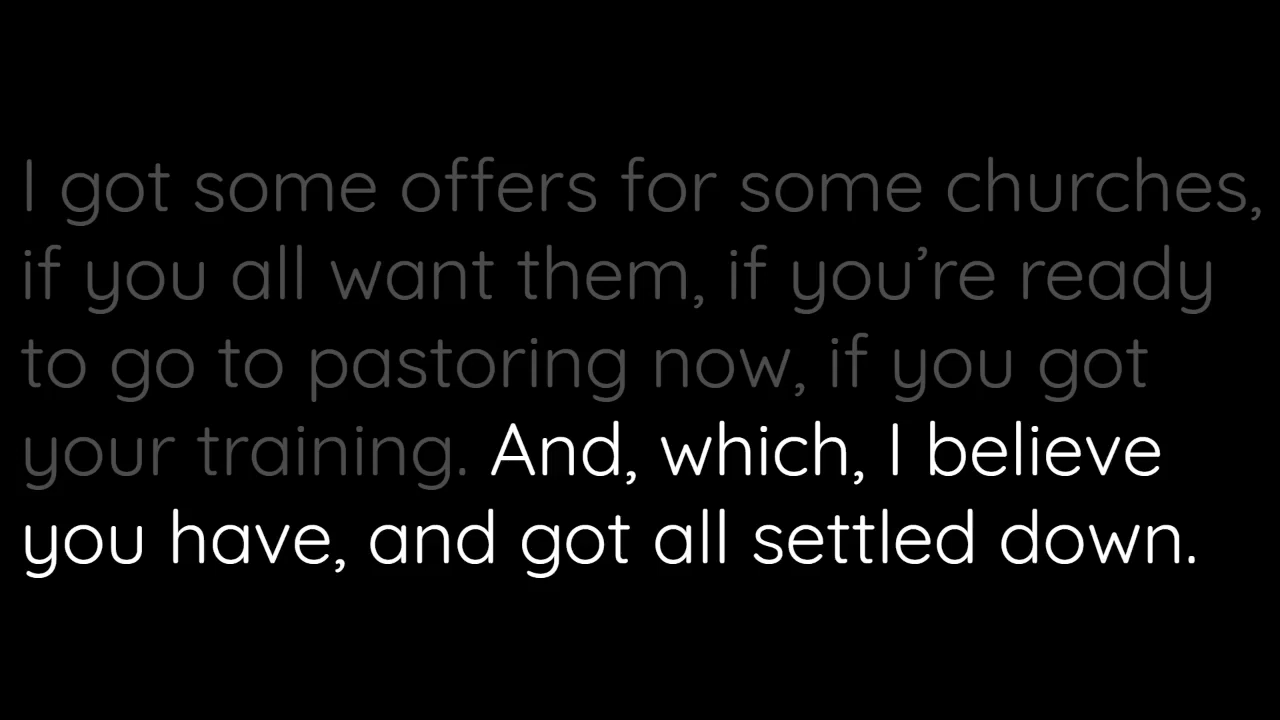 I got some offers for some churches,
if you all want them, if you’re ready
to go to pastoring now, if you got
your training. And, which, I believe
you have, and got all settled down.